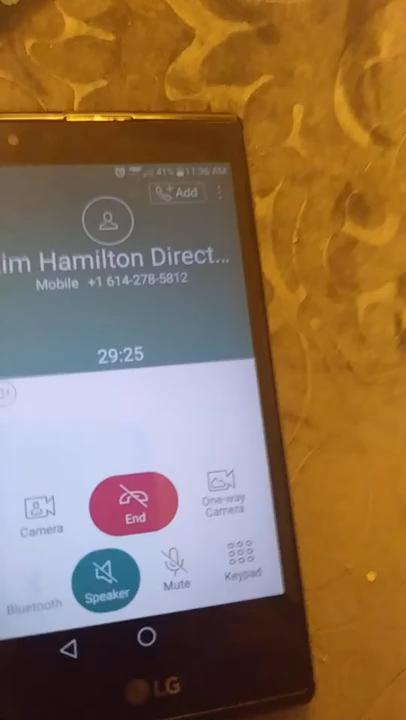 41% 11:36 AM
Add
lm Hamilton Direct...
Mobile +1 614-278-5812
29:25
End
Camera
One-way
Camera
Bluetooth
Speaker
Mute
Keypad
LG